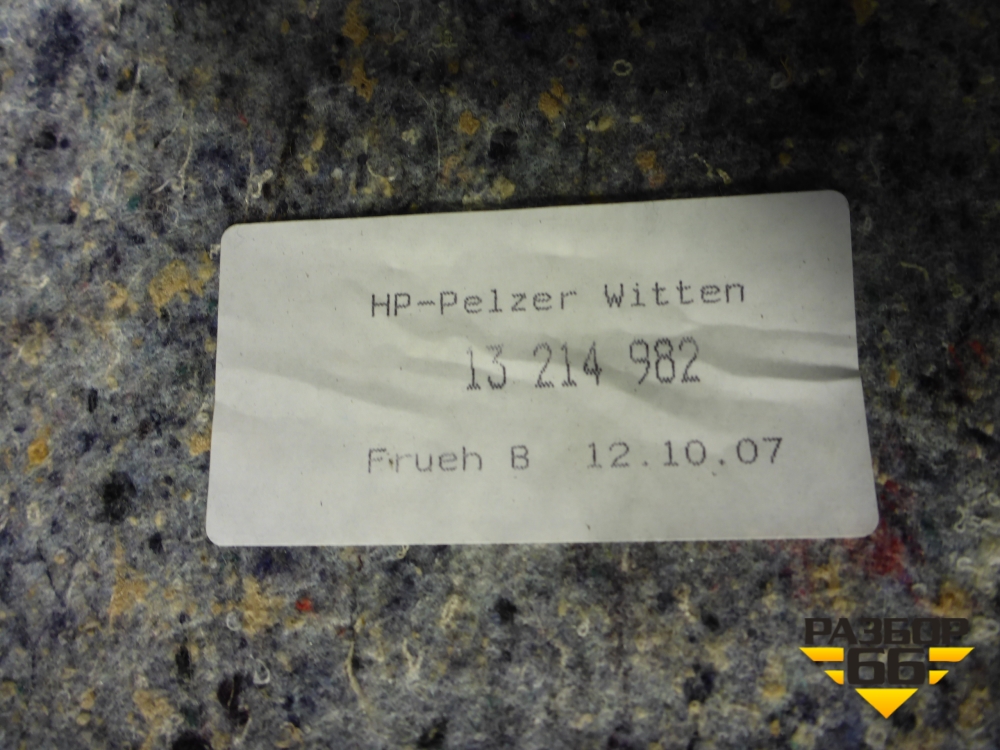 HP-Pelzer Witten
13 214 982
Frueh B 12.10.07
РАЗБОР
66